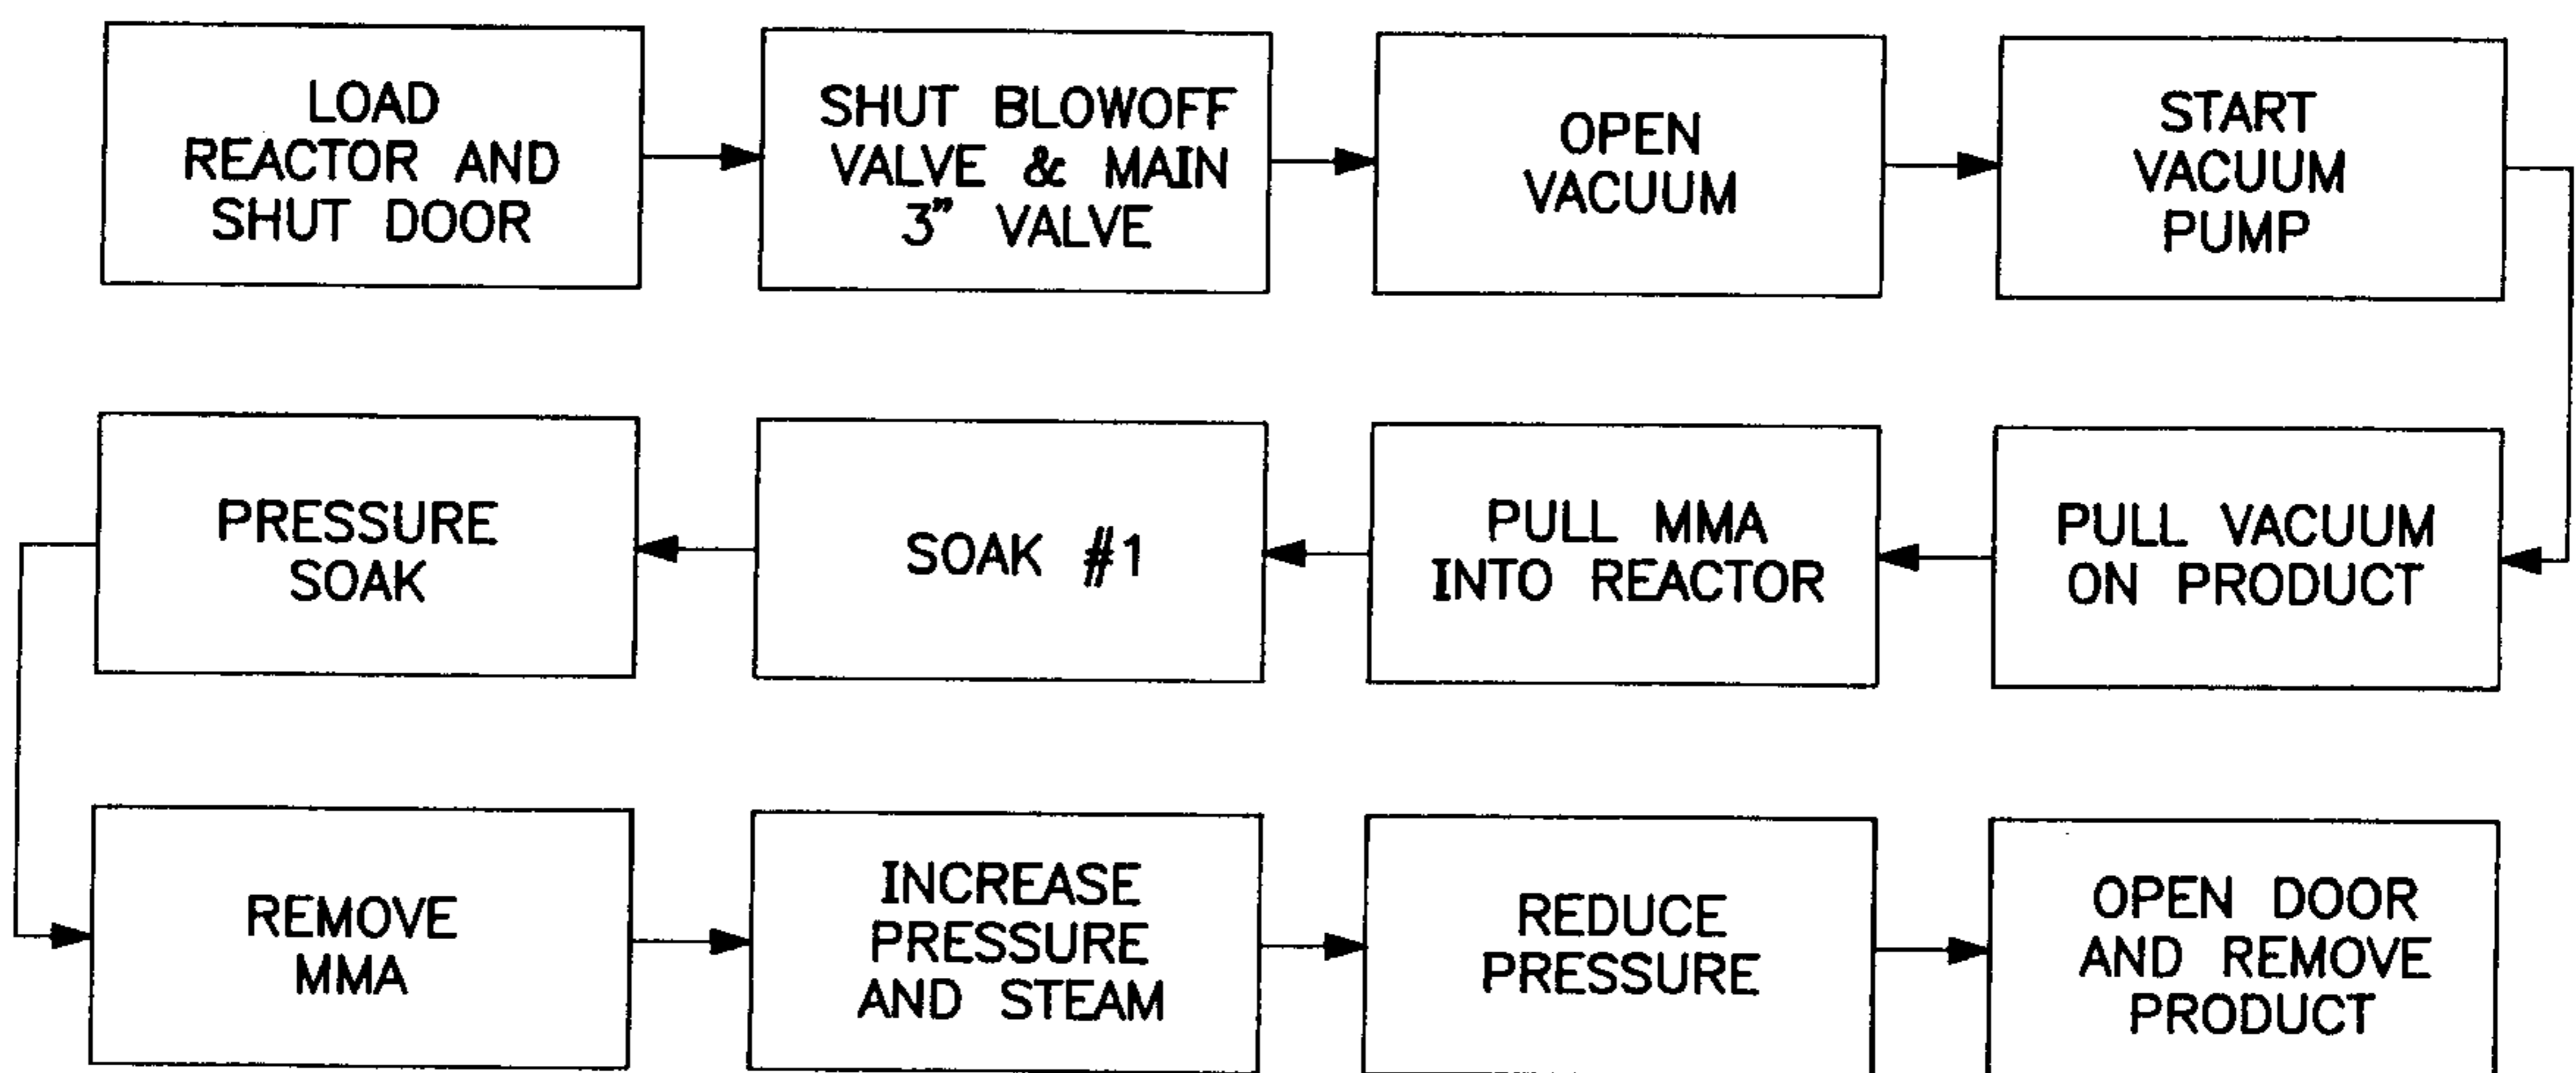 LOAD
REACTOR AND
SHUT DOOR
SHUT BLOWOFF
VALVE & MAIN
3" VALVE
OPEN
VACUUM
START
VACUUM
PUMP
PRESSURE
SOAK
SOAK #1
PULL MMA
INTO REACTOR
PULL VACUUM
ON PRODUCT
REMOVE
MMA
INCREASE
PRESSURE
AND STEAM
REDUCE
PRESSURE
OPEN DOOR
AND REMOVE
PRODUCT